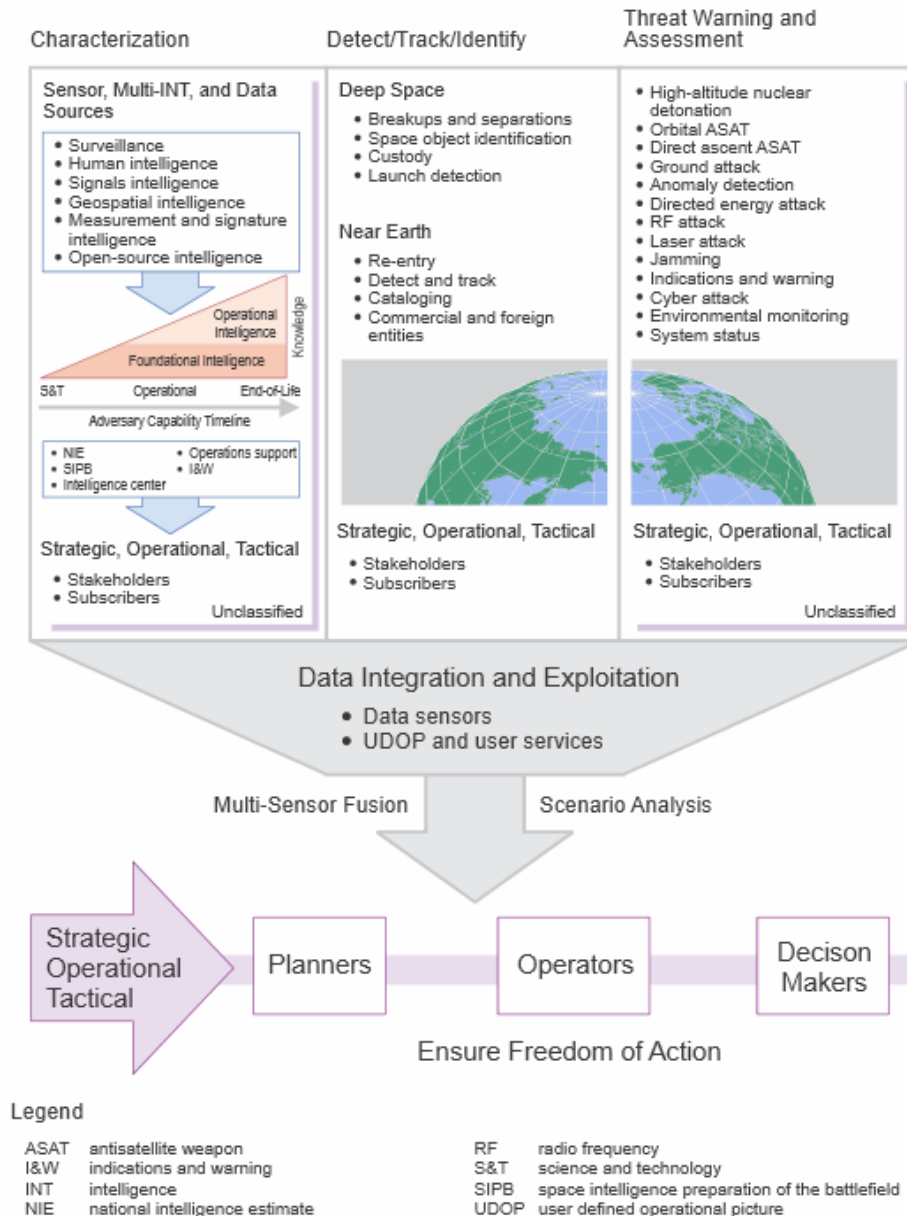 Characterization
Detect/Track/Identify
Threat Warning and
Assessment
Sensor, Multi-INT, and Data
Sources
• Surveillance
• Human intelligence
• Signals intelligence
• Geospatial intelligence
• Measurement and signature
intelligence
• Open-source intelligence
Operational
Intelligence
Foundational Intelligence
Knowledge
S&T Operational End-of-Life
Adversary Capability Timeline
• NIE
• SIPB
• Intelligence center
• Operations support
• I&W
Strategic, Operational, Tactical
• Stakeholders
• Subscribers
Unclassified
Deep Space
• Breakups and separations
• Space object identification
• Custody
• Launch detection
Near Earth
• Re-entry
• Detect and track
• Cataloging
• Commercial and foreign
entities
Strategic, Operational, Tactical
• Stakeholders
• Subscribers
• High-altitude nuclear
detonation
• Orbital ASAT
• Direct ascent ASAT
• Ground attack
• Anomaly detection
• Directed energy attack
• RF attack
• Laser attack
• Jamming
• Indications and warning
• Cyber attack
• Environmental monitoring
• System status
Strategic, Operational, Tactical
• Stakeholders
• Subscribers
Unclassified
Data Integration and Exploitation
• Data sensors
• UDOP and user services
Multi-Sensor Fusion
Scenario Analysis
Strategic
Operational
Tactical
Planners
Operators
Decison
Makers
Ensure Freedom of Action
Legend
ASAT antisatellite weapon
I&W indications and warning
INT intelligence
NIE national intelligence estimate
RF radio frequency
S&T science and technology
SIPB space intelligence preparation of the battlefield
UDOP user defined operational picture